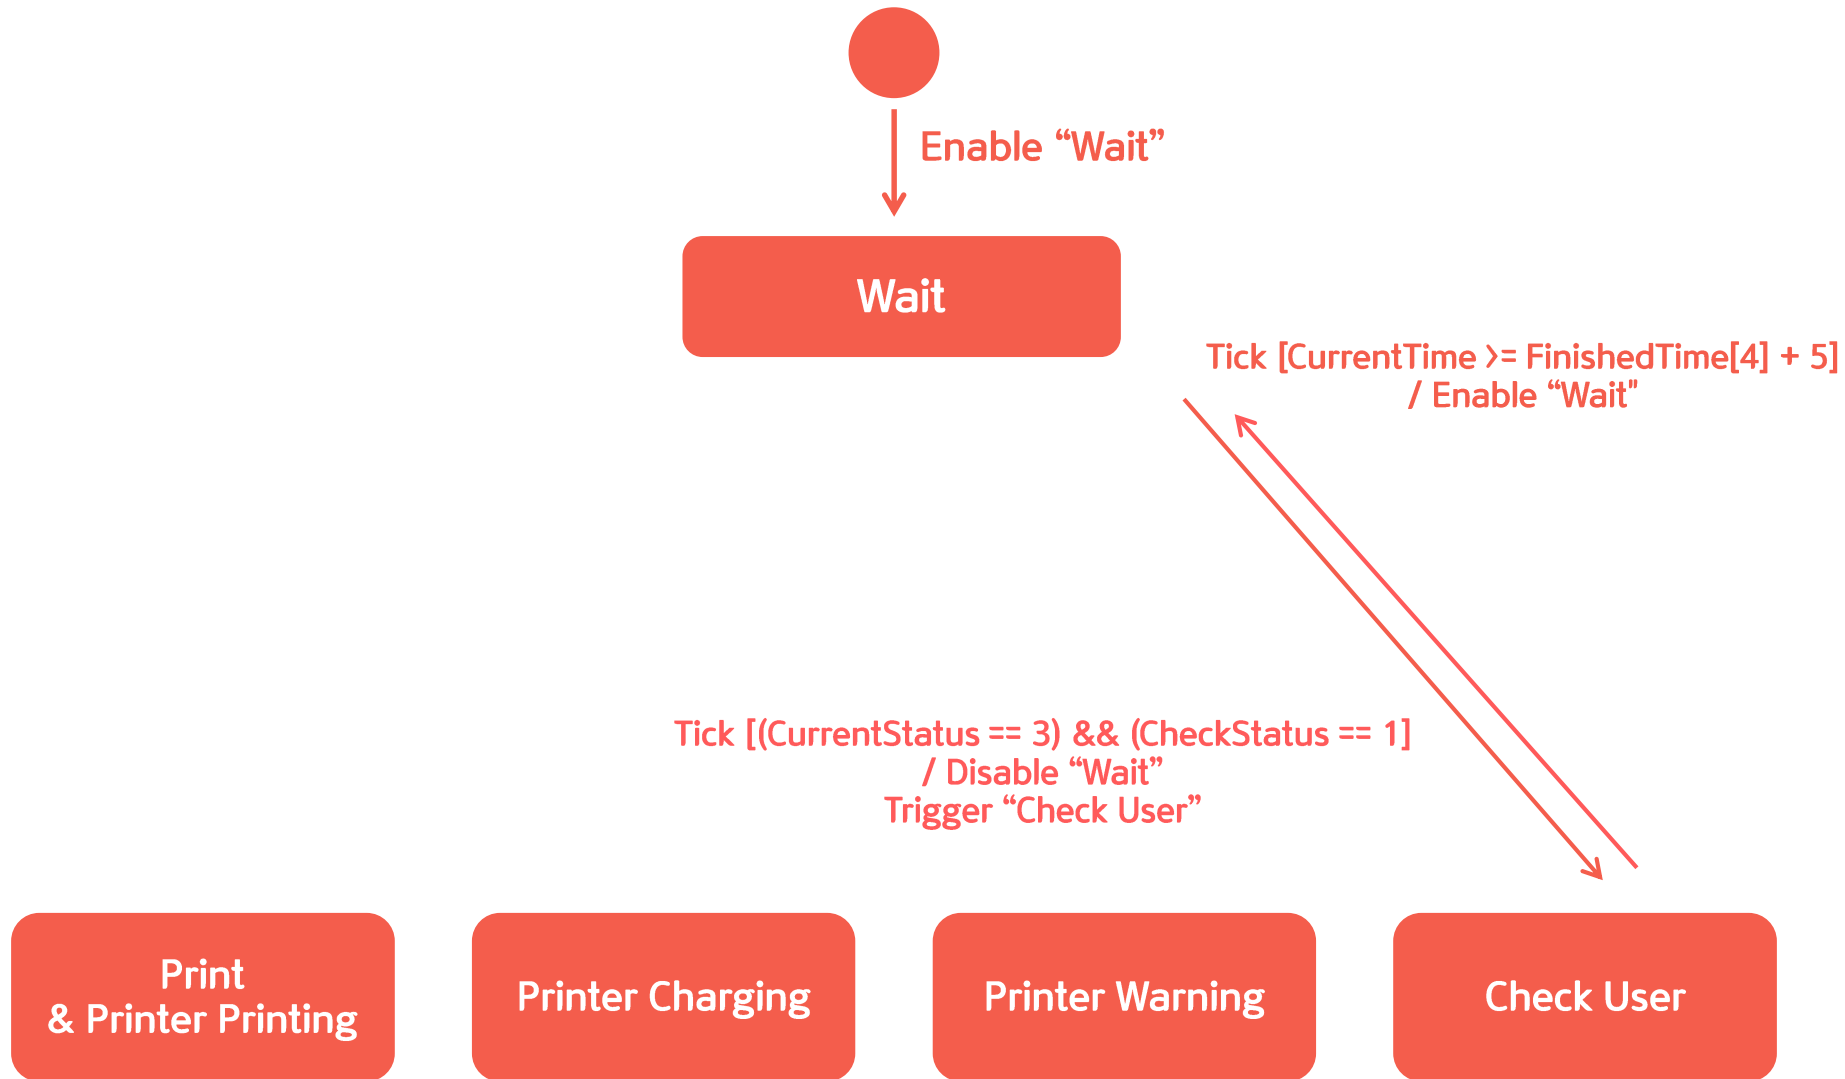 Enable “Wait”
Wait
Tick [CurrentTime >= FinishedTime[4] + 5]
/ Enable “Wait"
Tick [(CurrentStatus == 3) && (CheckStatus == 1]
/ Disable “Wait”
Trigger “Check User”
Print
& Printer Printing
Printer Charging
Printer Warning
Check User